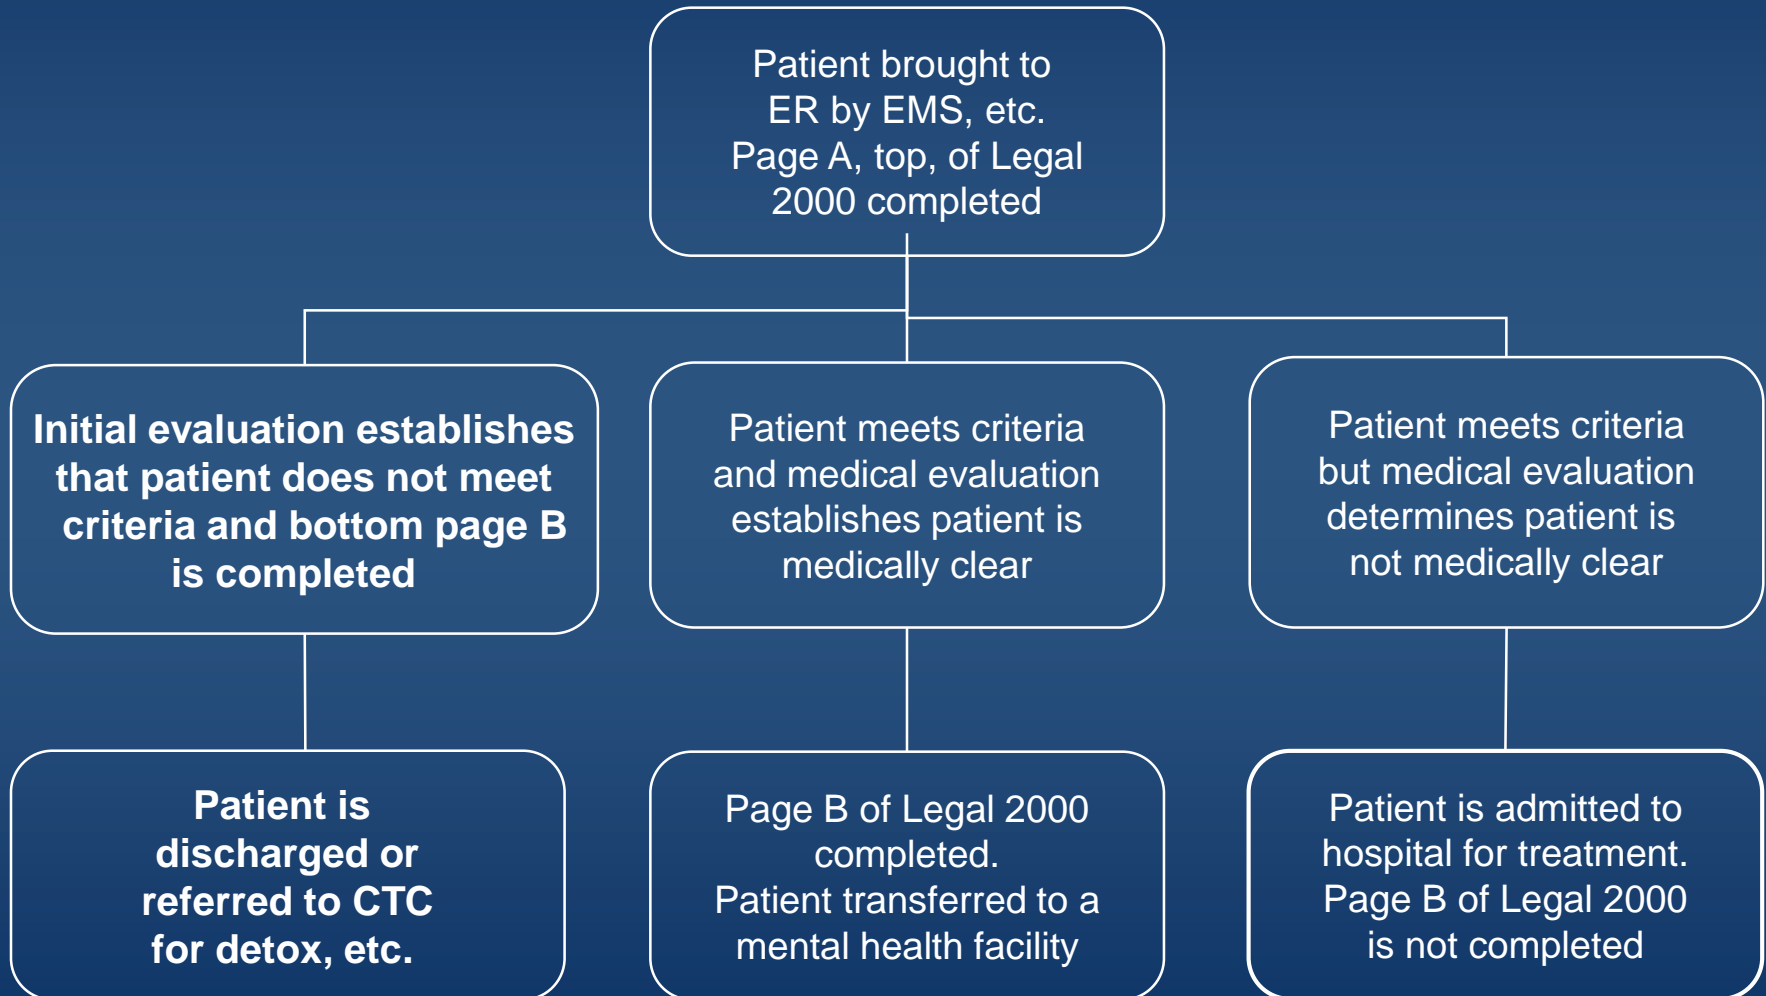 Patient brought to
ER by EMS, etc.
Page A, top, of Legal
2000 completed
Initial evaluation establishes
that patient does not meet
criteria and bottom page B
is completed
Patient meets criteria
and medical evaluation
establishes patient is
medically clear
Patient meets criteria
but medical evaluation
determines patient is
not medically clear
Patient is
discharged or
referred to CTC
for detox, etc.
Page B of Legal 2000
completed.
Patient transferred to a
mental health facility
Patient is admitted to
hospital for treatment.
Page B of Legal 2000
is not completed